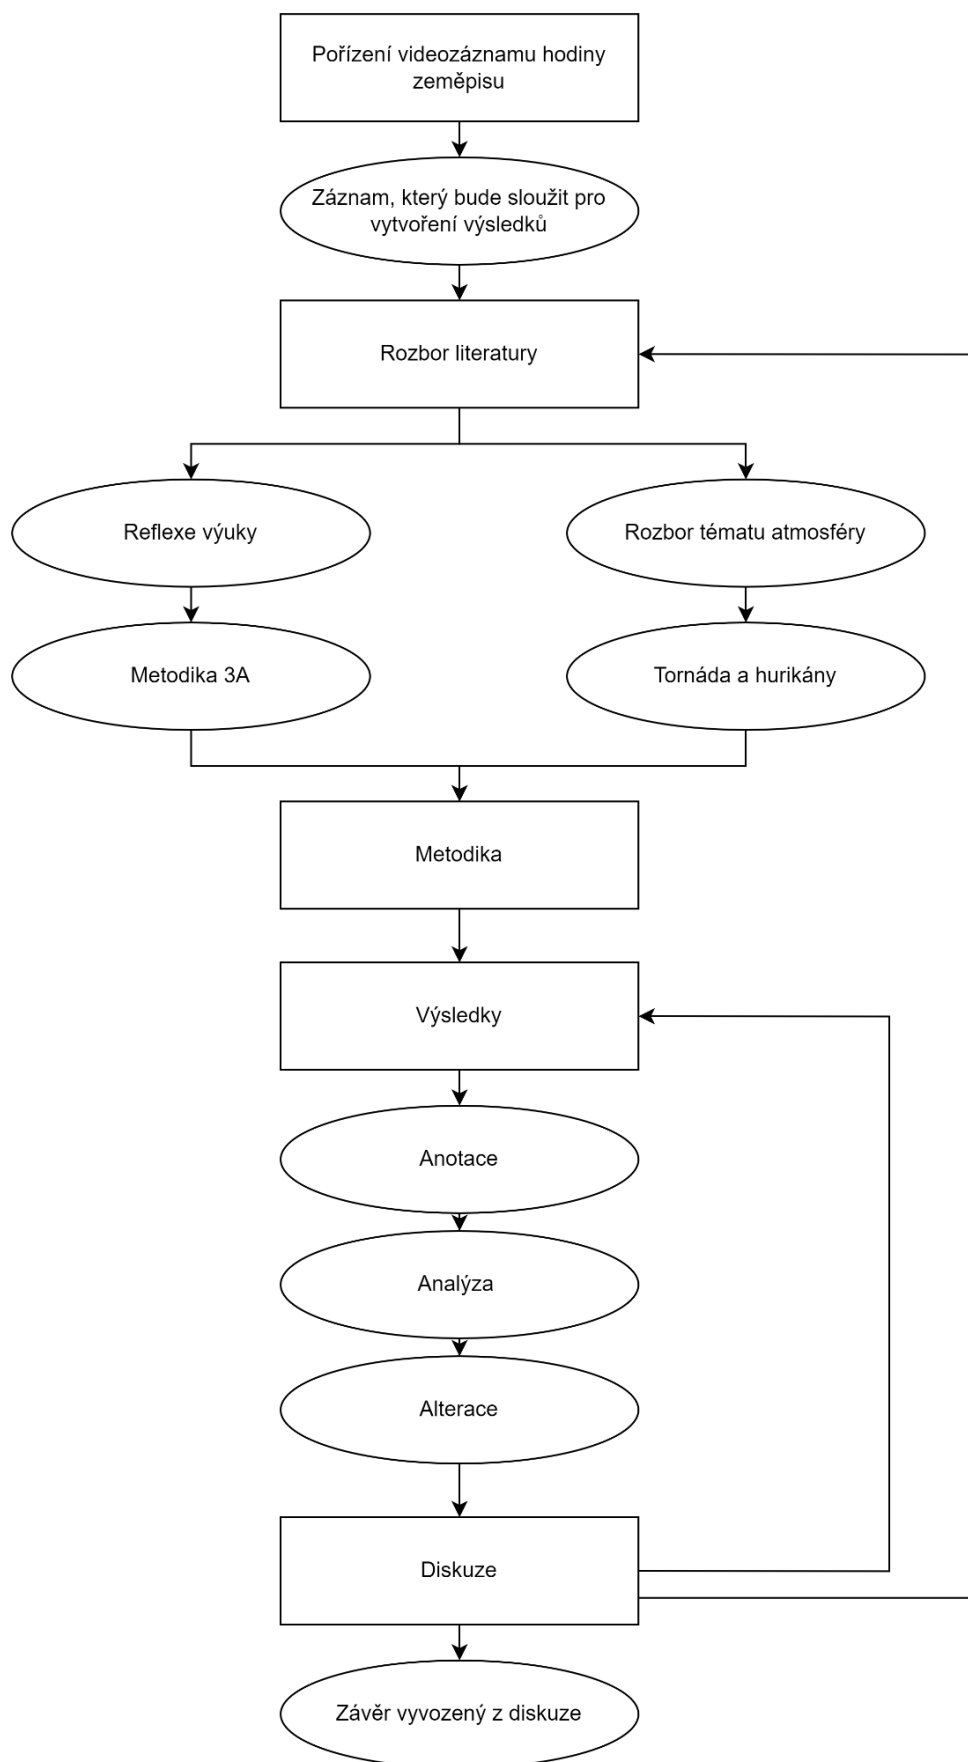 Pořízení videozáznamu hodiny
zeměpisu
Záznam, který bude sloužit pro
vytvoření výsledků
Rozbor literatury
Reflexe výuky
Rozbor tématu atmosféry
Metodika 3A
Tornáda a hurikány
Metodika
Výsledky
Anotace
Analýza
Alterace
Diskuze
Závěr vyvozený z diskuze